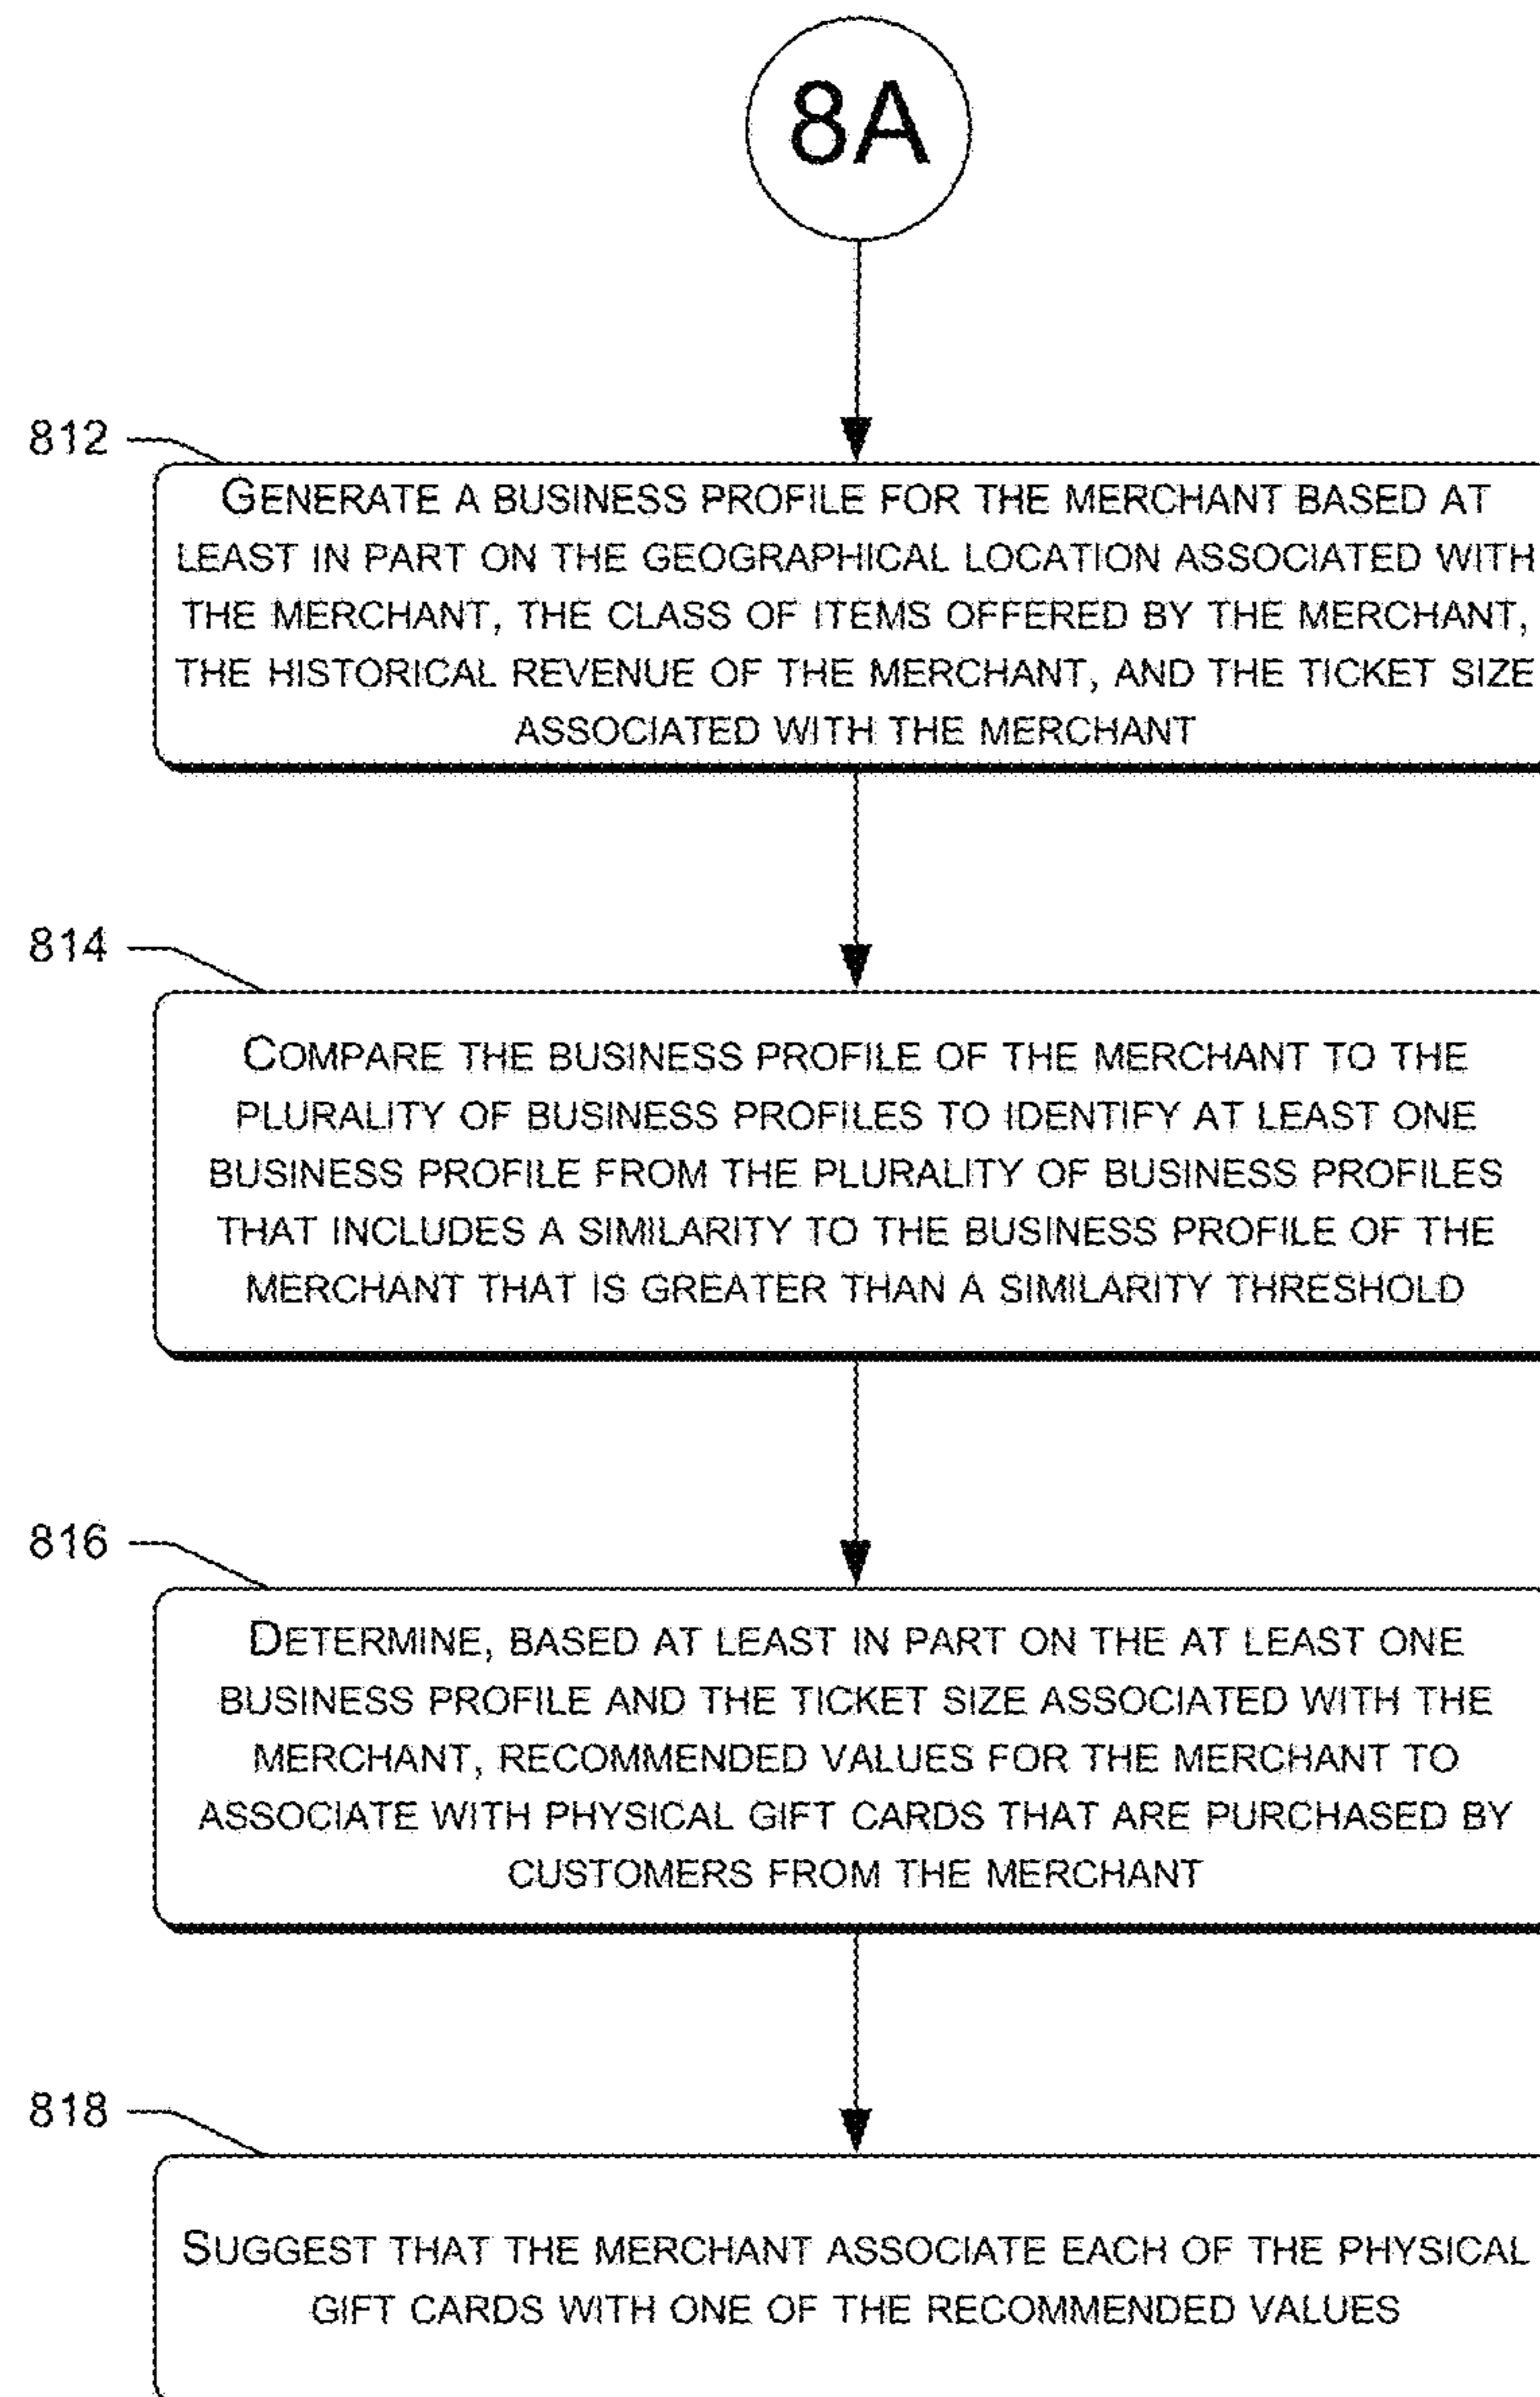 8A
812
GENERATE A BUSINESS PROFILE FOR THE MERCHANT BASED AT
LEAST IN PART ON THE GEOGRAPHICAL LOCATION ASSOCIATED WITH
THE MERCHANT, THE CLASS OF ITEMS OFFERED BY THE MERCHANT,
THE HISTORICAL REVENUE OF THE MERCHANT, AND THE TICKET SIZE
ASSOCIATED WITH THE MERCHANT
814
COMPARE THE BUSINESS PROFILE OF THE MERCHANT TO THE
PLURALITY OF BUSINESS PROFILES TO IDENTIFY AT LEAST ONE
BUSINESS PROFILE FROM THE PLURALITY OF BUSINESS PROFILES
THAT INCLUDES A SIMILARITY TO THE BUSINESS PROFILE OF THE
MERCHANT THAT IS GREATER THAN A SIMILARITY THRESHOLD
816
DETERMINE, BASED AT LEAST IN PART ON THE AT LEAST ONE
BUSINESS PROFILE AND THE TICKET SIZE ASSOCIATED WITH THE
MERCHANT, RECOMMENDED VALUES FOR THE MERCHANT TO
ASSOCIATE WITH PHYSICAL GIFT CARDS THAT ARE PURCHASED BY
CUSTOMERS FROM THE MERCHANT
818
SUGGEST THAT THE MERCHANT ASSOCIATE EACH OF THE PHYSICAL
GIFT CARDS WITH ONE OF THE RECOMMENDED VALUES